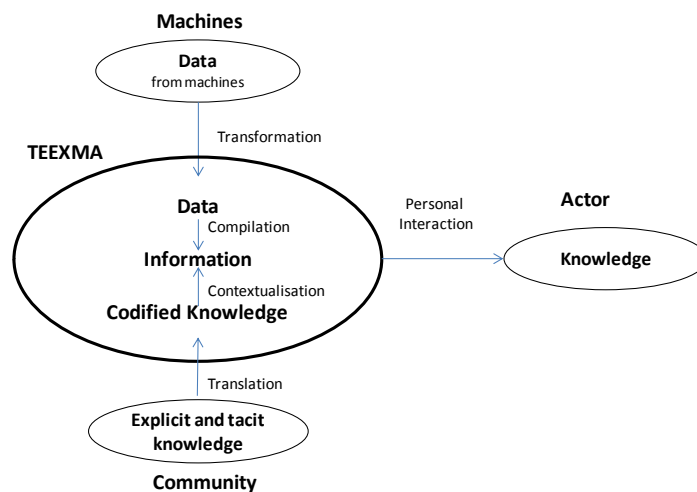 Machines
Data
from machines
Transformation
TEEXMA
Data
Compilation
Information
Contextualisation
Codified Knowledge
Personal
Interaction
Actor
Knowledge
Translation
Explicit and tacit
knowledge
Community